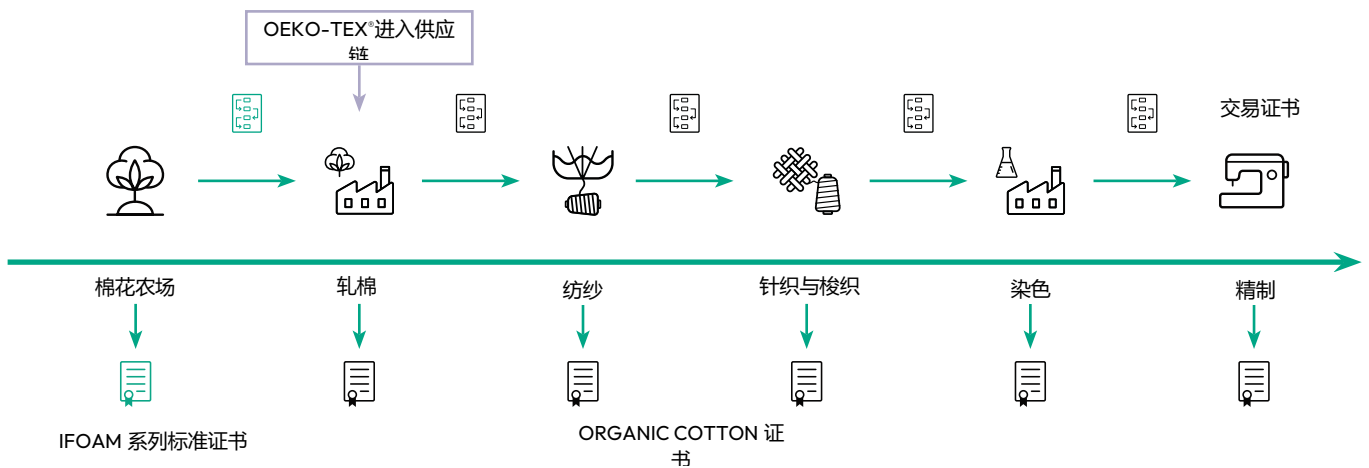 OEKO-TEX®进入供应
链
交易证书
棉花农场
轧棉
纺纱
针织与梭织
染色
精制
IFOAM 系列标准证书
ORGANIC COTTON 证
书